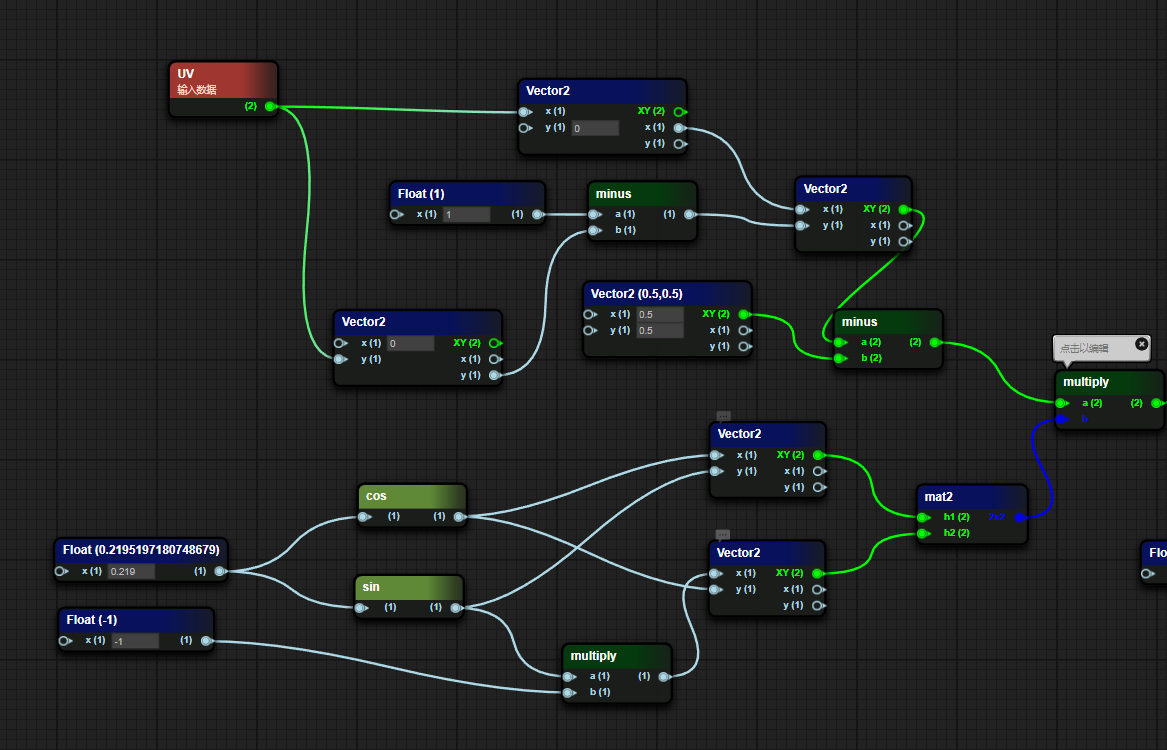 UV
输入数据
(2)
Vector2
x (1) XY (2)
y (1) 0 x (1)
y (1)
Float (1)
x (1) 1 (1)
minus
a (1) (1)
b (1)
Vector2
x (1) XY (2)
y (1) x (1)
y (1)
Vector2 (0.5,0.5)
x (1) 0.5 XY (2)
y (1) 0.5 x (1)
y (1)
Vector2
x (1) 0 XY (2)
y (1) x (1)
y (1)
minus
a (2) (2)
b (2)
点击以编辑
multiply
a (2) (2)
b
Vector2
x (1) XY (2)
y (1) x (1)
y (1)
cos
(1) (1)
mat2
h1 (2) 2x2
h2 (2)
Float (0.2195197180748679)
x (1) 0.219 (1)
Vector2
x (1) XY (2)
y (1) x (1)
y (1)
Flo
sin
(1) (1)
Float (-1)
x (1) -1 (1)
multiply
a (1) (1)
b (1)